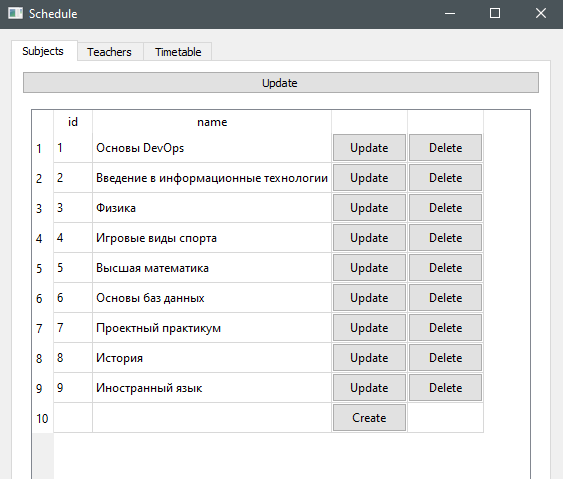 Schedule
Subjects Teachers Timetable
Update
id name
1 1 Основы DevOps Update Delete
2 2 Введение в информационные технологии Update Delete
3 3 Физика Update Delete
4 4 Игровые виды спорта Update Delete
5 5 Высшая математика Update Delete
6 6 Основы баз данных Update Delete
7 7 Проектный практикум Update Delete
8 8 История Update Delete
9 9 Иностранный язык Update Delete
10 Create